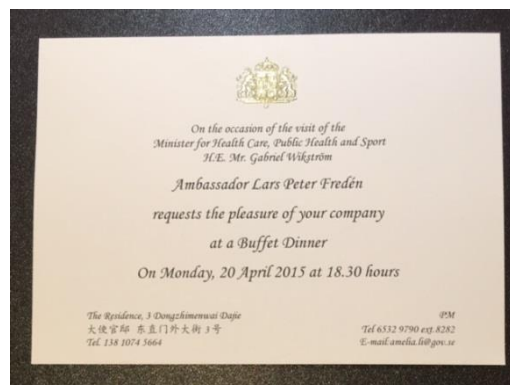 On the occasion of the visit of the
Minister for Health Care, Public Health and Sport
H.E. Mr. Gabriel Wikström
Ambassador Lars Peter Fredén
requests the pleasure of your company
at a Buffet Dinner
On Monday, 20 April 2015 at 18.30 hours
The Residence, 3 Dongzhimenwai Dajie
大使官邸 东直门外大街 3号
Tel. 138 1074 5664
PM
Tel 6532 9790 ext.8282
E-mail:amelia.li@gov.se